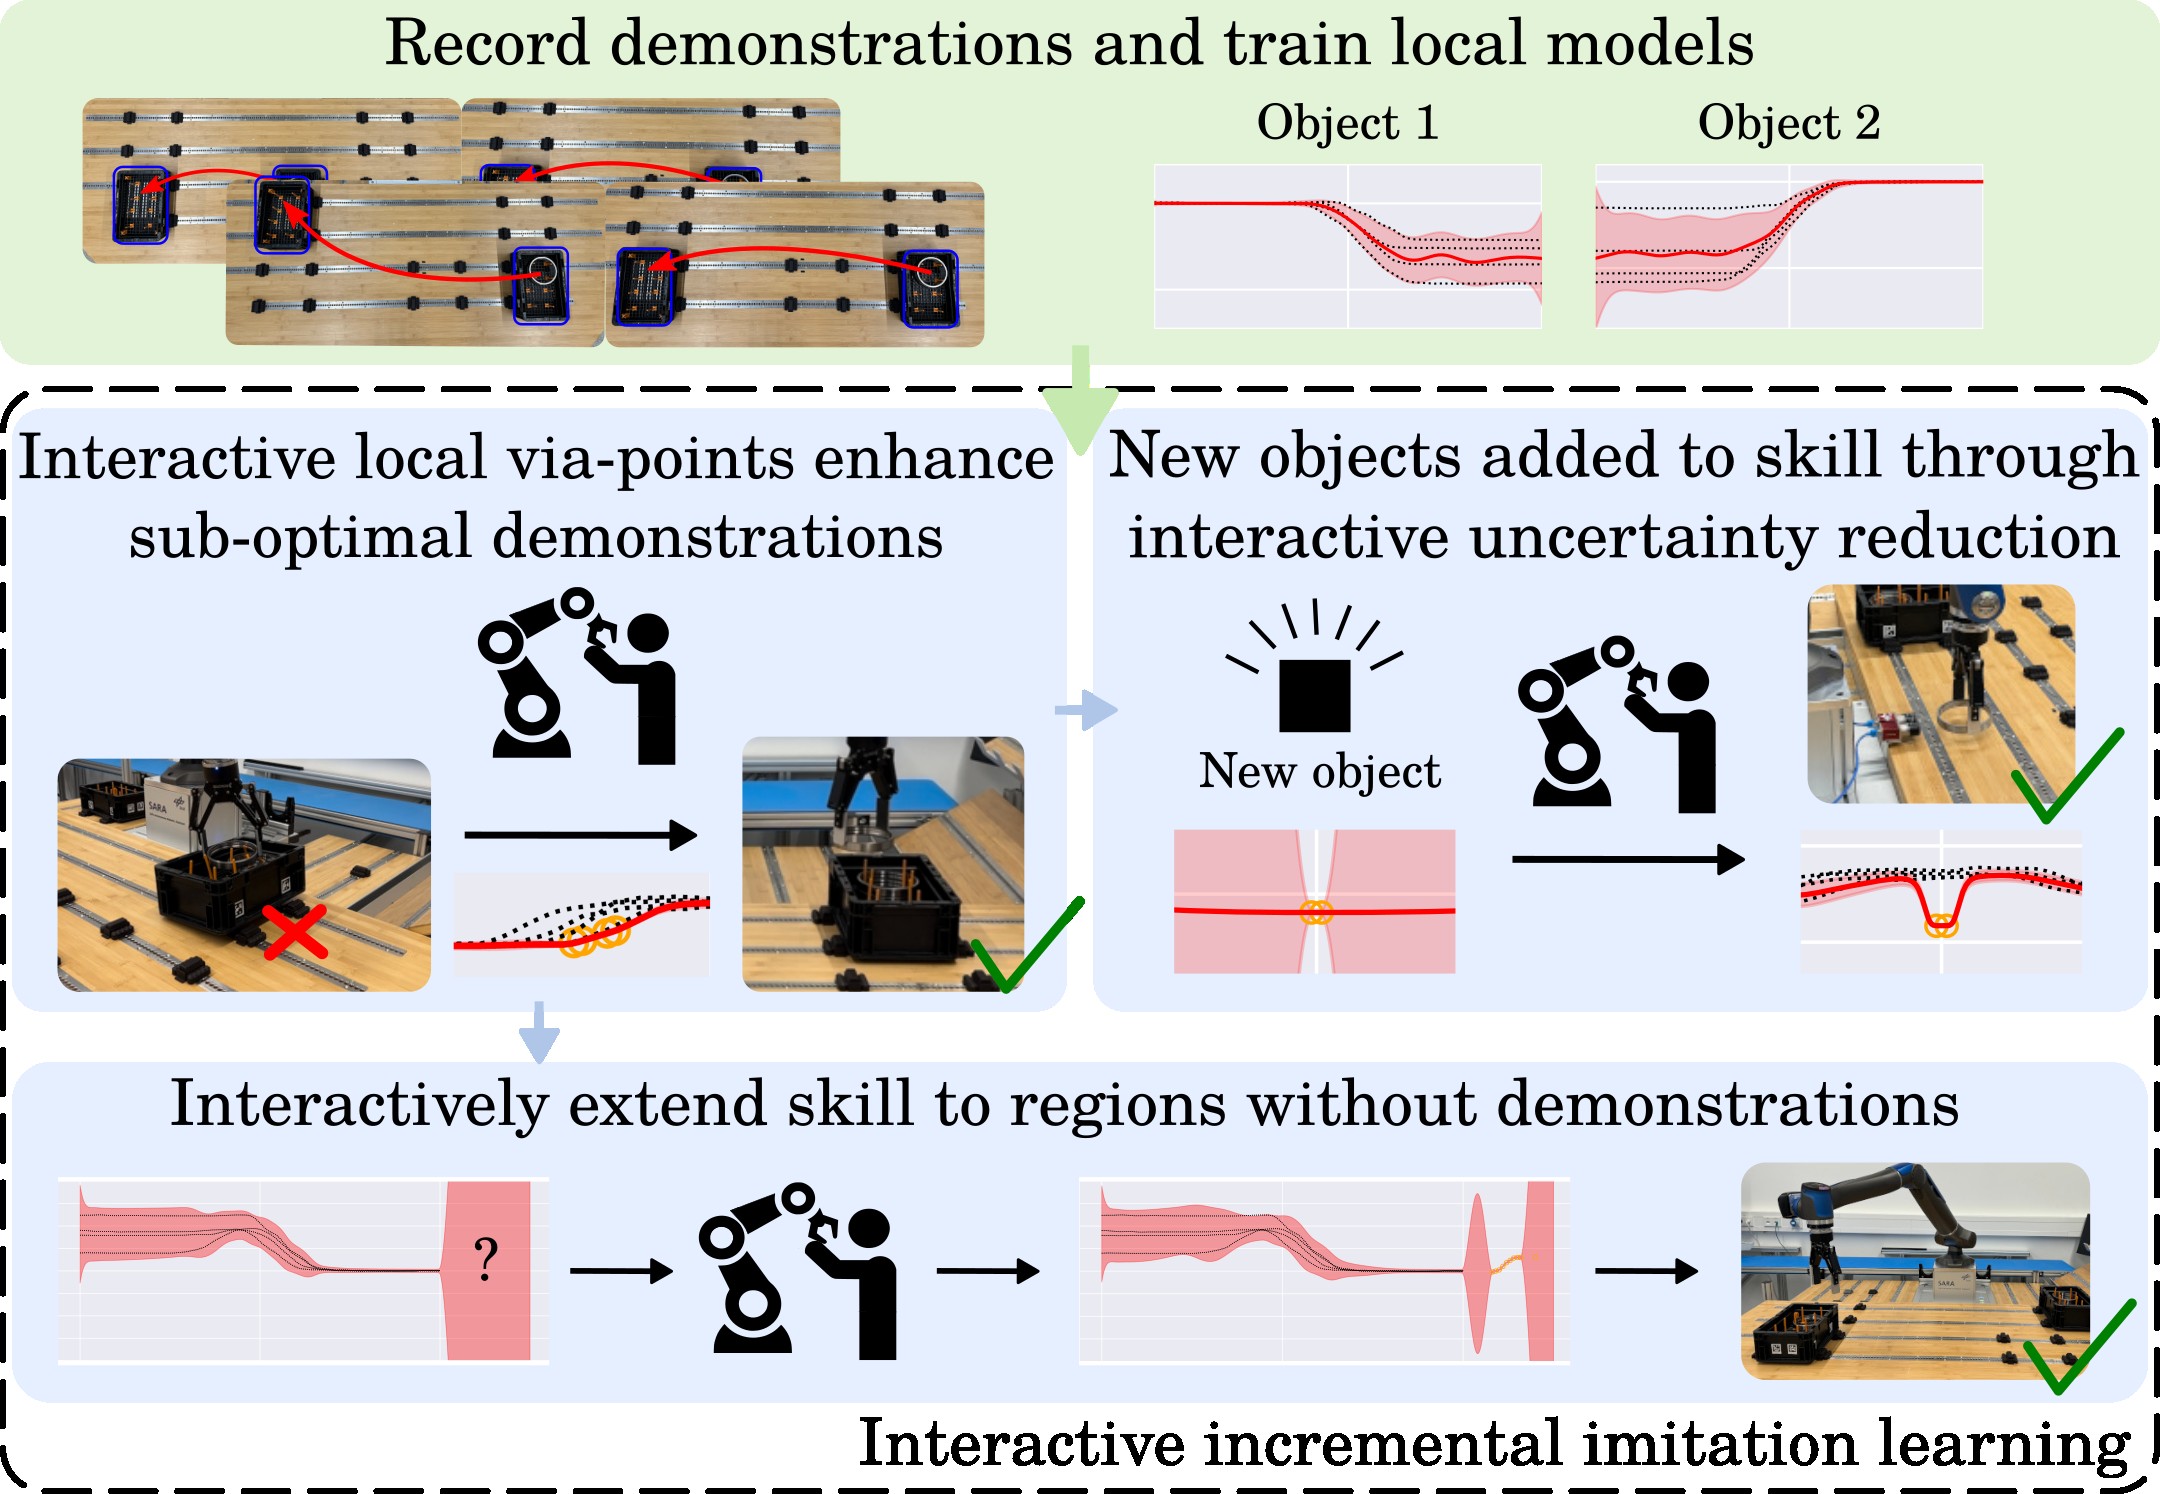 Record demonstrations and train local models
Object 1
Object 2
Interactive local via-points enhance
sub-optimal demonstrations
New objects added to skill through
interactive uncertainty reduction
New object
SARA
Interactively extend skill to regions without demonstrations
?
SARA
Interactive incremental imitation learning